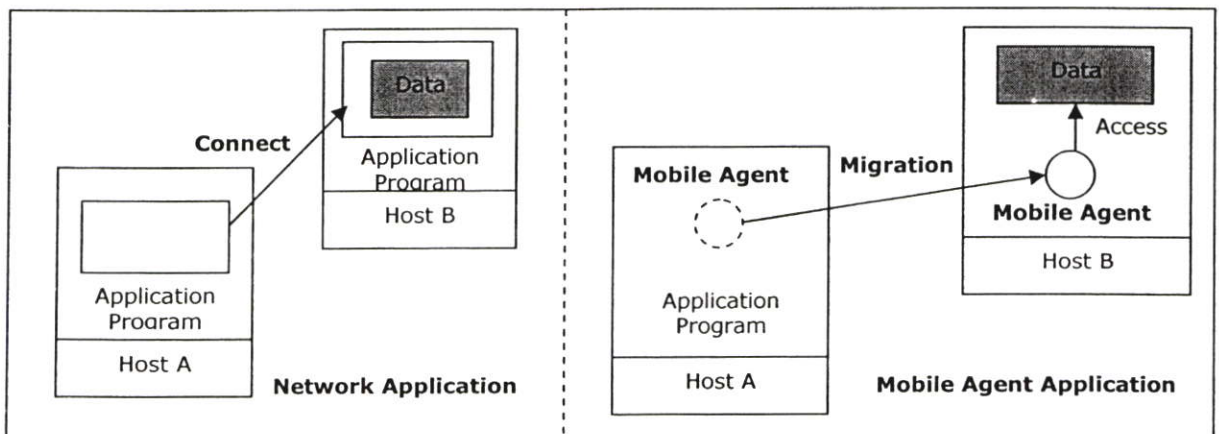 Data
Connect
Application
Program
Host B
Application
Program
Host A
Network Application
Data
Access
Mobile Agent
Migration
Mobile Agent
Host B
Application
Program
Host A
Mobile Agent Application